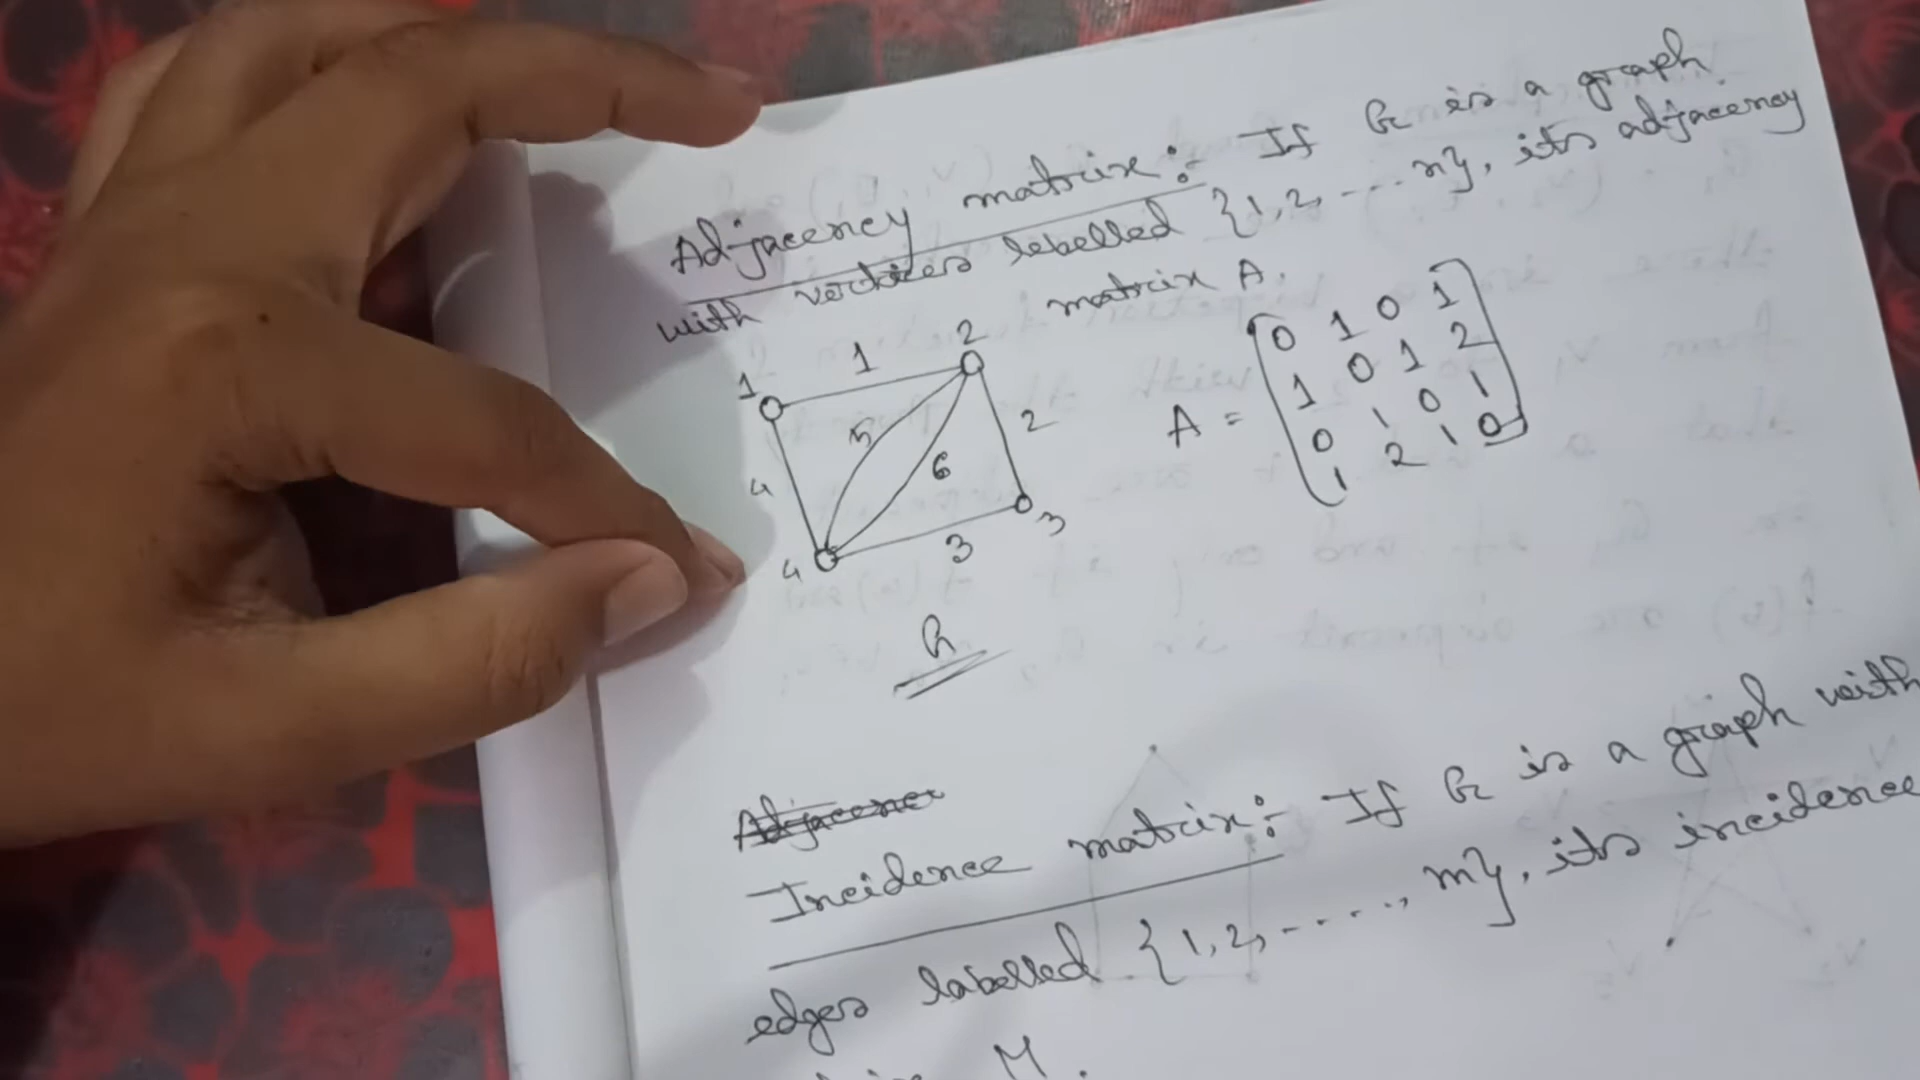 Adjacency matrix :- If G is a graph
with vertices labelled {1, 2, .... n}, its adjacency
matrix A.
1 1 2
5 2
4 6
4 3 3
A = [0 1 0 1
1 0 1 2
0 1 0 1
1 2 1 0]
G
Adjacenc
Incidence matrix :- If G is a graph with
edges labelled {1, 2, ....., m}, its incidence
M.